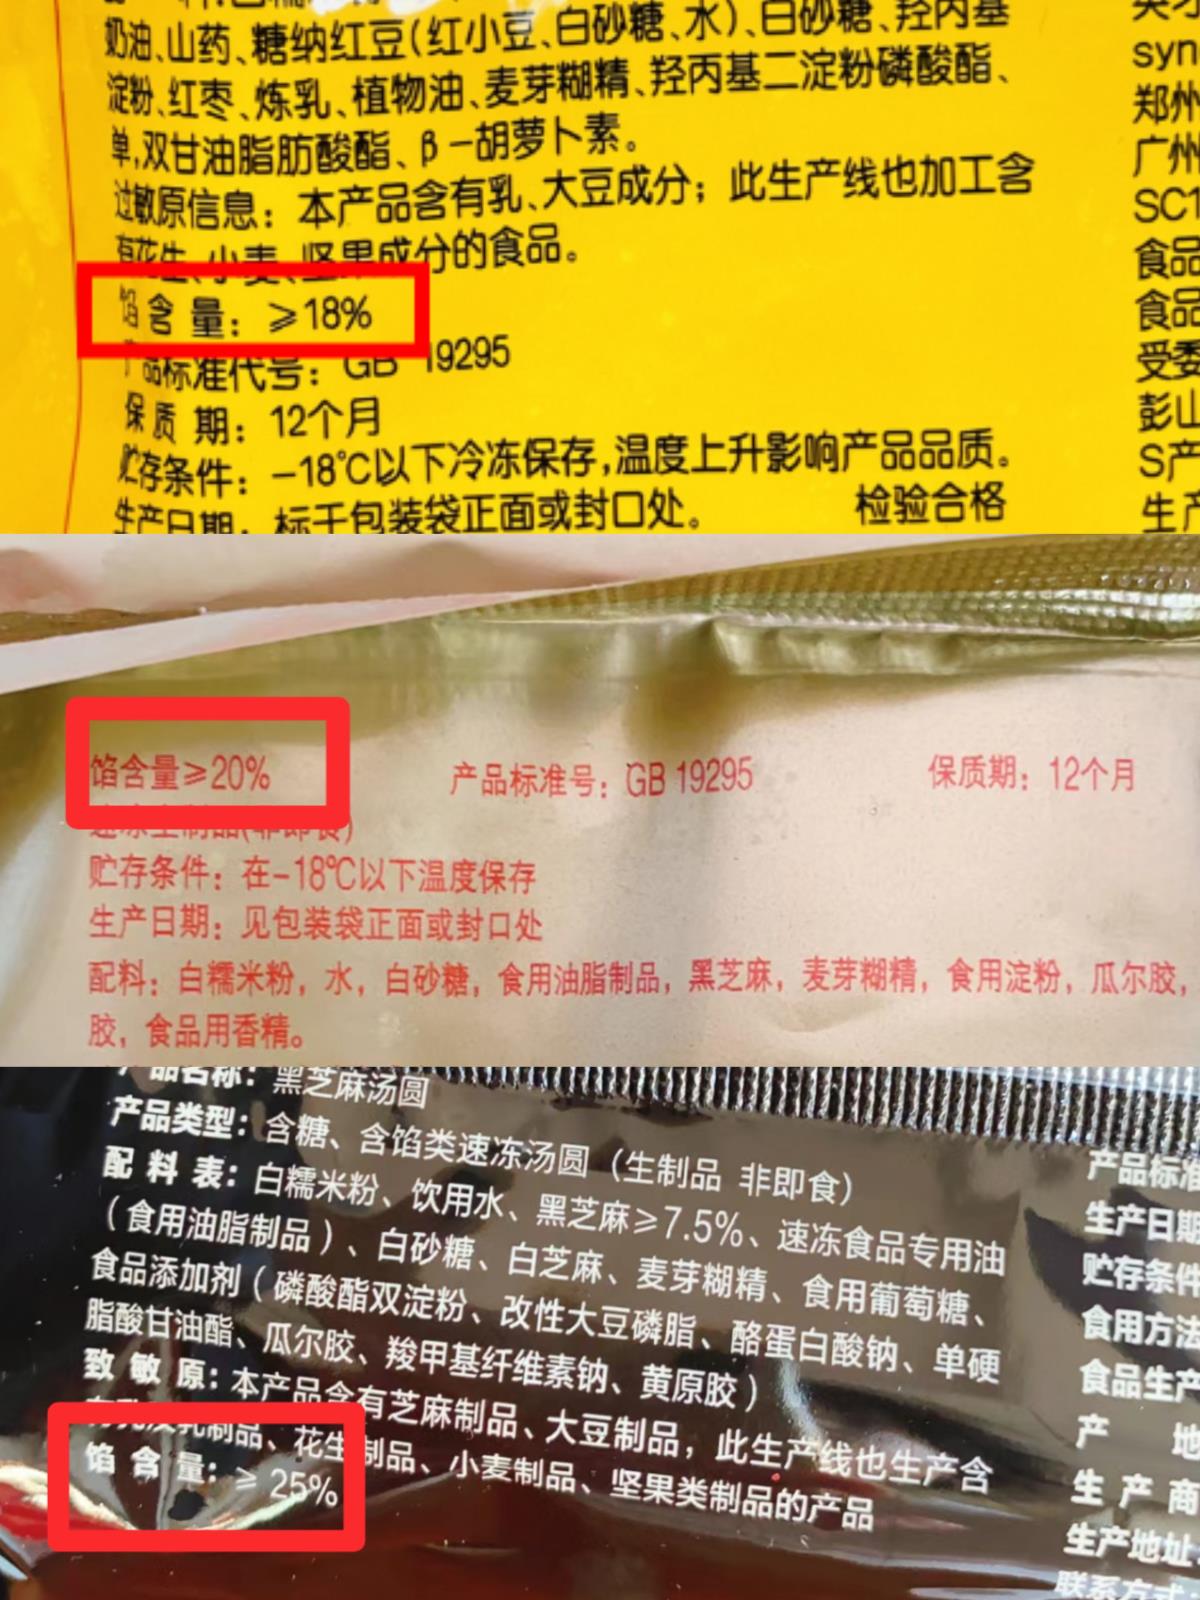 奶油、山药、糖纳红豆(红小豆、白砂糖、水)、白砂糖、羟丙基
淀粉、红枣、炼乳、植物油、麦芽糊精、羟丙基二淀粉磷酸酯、
单,双甘油脂肪酸酯、β-胡萝卜素。
过敏原信息：本产品含有乳、大豆成分；此生产线也加工含
有花生、小麦、坚果成分的食品。
馅含量：≥18%
产品标准代号：GB 19295
保质期：12个月
贮存条件：-18℃以下冷冻保存,温度上升影响产品品质。
生产日期：标于包装袋正面或封口处。 检验合格
syn
郑州
广州
SC1
食品
食品
受委
彭山
S产
生产
馅含量≥20% 产品标准号：GB 19295 保质期：12个月
速冻生制品(非即食)
贮存条件：在-18℃以下温度保存
生产日期：见包装袋正面或封口处
配料：白糯米粉，水，白砂糖，食用油脂制品，黑芝麻，麦芽糊精，食用淀粉，瓜尔胶，
胶，食品用香精。
产品名称：黑芝麻汤圆
产品类型：含糖、含馅类速冻汤圆（生制品 非即食）
配料表：白糯米粉、饮用水、黑芝麻≥7.5%、速冻食品专用油
（食用油脂制品）、白砂糖、白芝麻、麦芽糊精、食用葡萄糖、
食品添加剂（磷酸酯双淀粉、改性大豆磷脂、酪蛋白酸钠、单硬
脂酸甘油酯、瓜尔胶、羧甲基纤维素钠、黄原胶）
致敏原：本产品含有芝麻制品、大豆制品，此生产线也生产含
有乳及乳制品、花生制品、小麦制品、坚果类制品的产品
馅含量：≥25%
产品标准
生产日期
贮存条件
食用方法
食品生产
产地
生产商
生产地址：
联系方式：